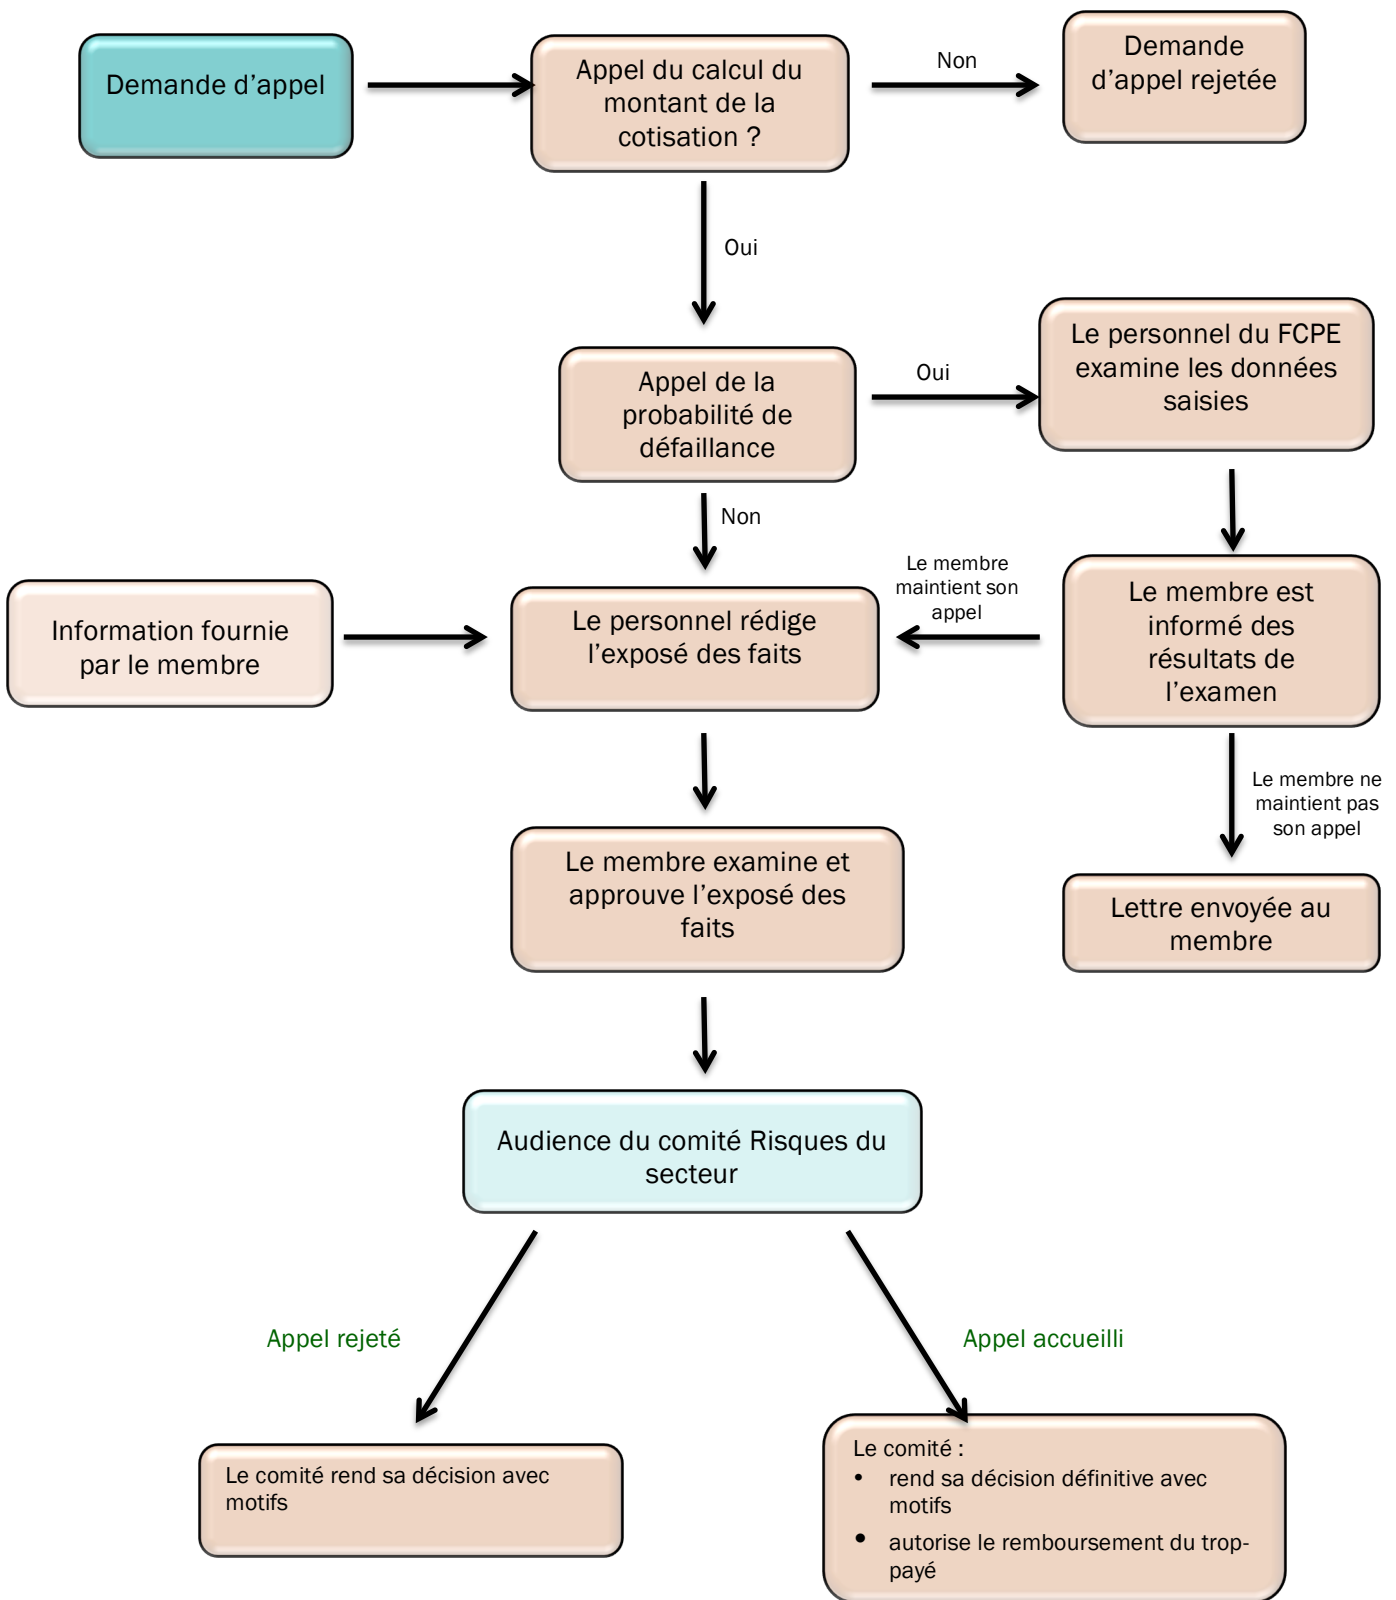 Demande d'appel
Appel du calcul du
montant de la
cotisation ?
Non
Demande
d'appel rejetée
Oui
Appel de la
probabilité de
défaillance
Oui
Le personnel du FCPE
examine les données
saisies
Non
Information fournie
par le membre
Le personnel rédige
l'exposé des faits
Le membre
maintient son
appel
Le membre est
informé des
résultats de
l'examen
Le membre ne
maintient pas
son appel
Le membre examine et
approuve l'exposé des
faits
Lettre envoyée au
membre
Audience du comité Risques du
secteur
Appel rejeté
Appel accueilli
Le comité rend sa décision avec
motifs
Le comité :
• rend sa décision définitive avec
motifs
• autorise le remboursement du trop-
payé